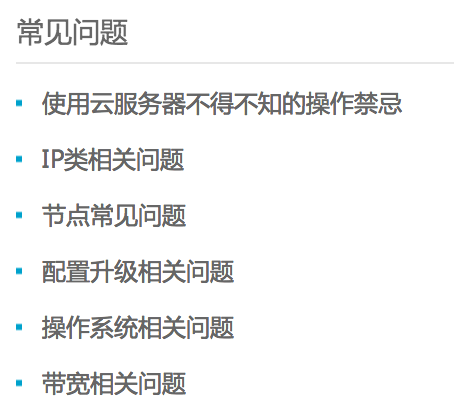 常见问题
使用云服务器不得不知的操作禁忌
IP类相关问题
节点常见问题
配置升级相关问题
操作系统相关问题
带宽相关问题